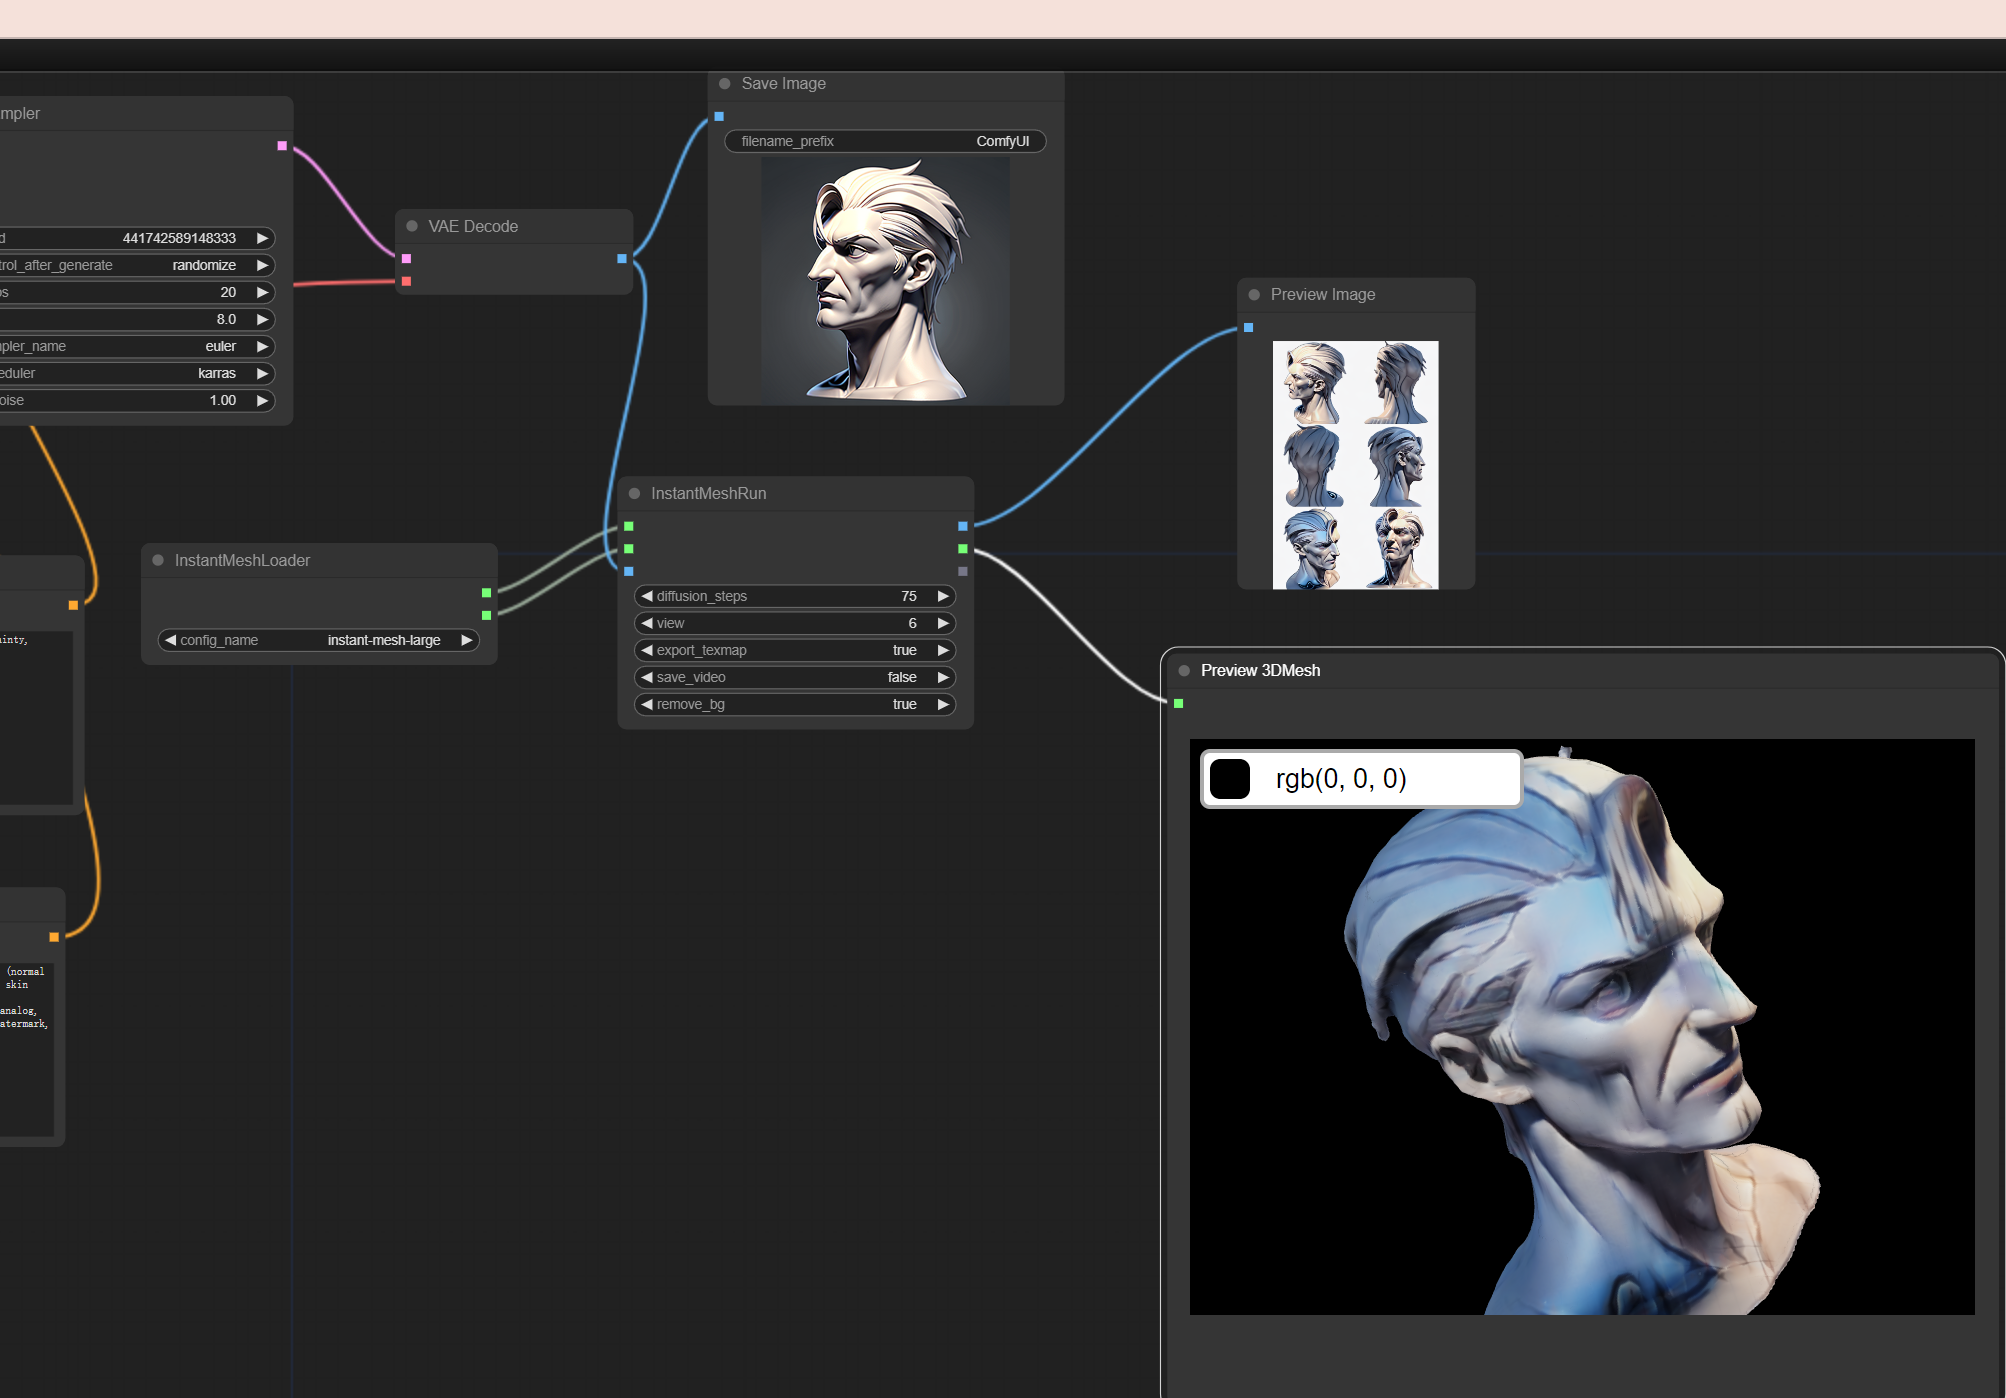 mpler
d 441742589148333
trol_after_generate randomize
os 20
8.0
npler_name euler
eduler karras
oise 1.00
VAE Decode
Save Image
filename_prefix ComfyUI
Preview Image
InstantMeshLoader
config_name instant-mesh-large
InstantMeshRun
diffusion_steps 75
view 6
export_texmap true
save_video false
remove_bg true
ainty,
(normal
skin
analog,
atermark,
Preview 3DMesh
rgb(0, 0, 0)